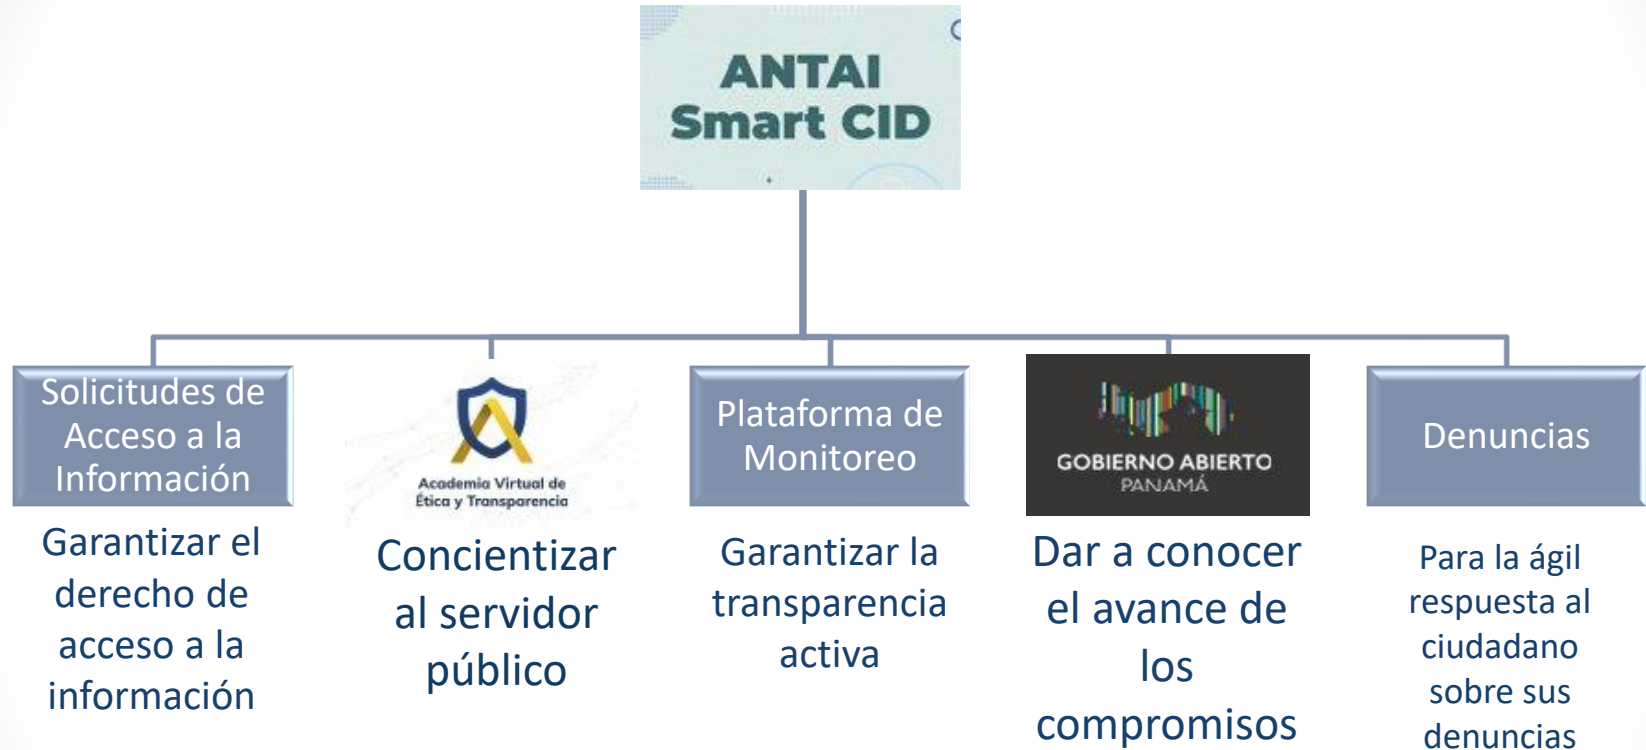 ANTAI
Smart CID
Solicitudes de
Acceso a la
Información
Garantizar el
derecho de
acceso a la
información
Academia Virtual de
Ética y Transparencia
Concientizar
al servidor
público
Plataforma de
Monitoreo
Garantizar la
transparencia
activa
GOBIERNO ABIERTO
PANAMÁ
Dar a conocer
el avance de
los
compromisos
Denuncias
Para la ágil
respuesta al
ciudadano
sobre sus
denuncias